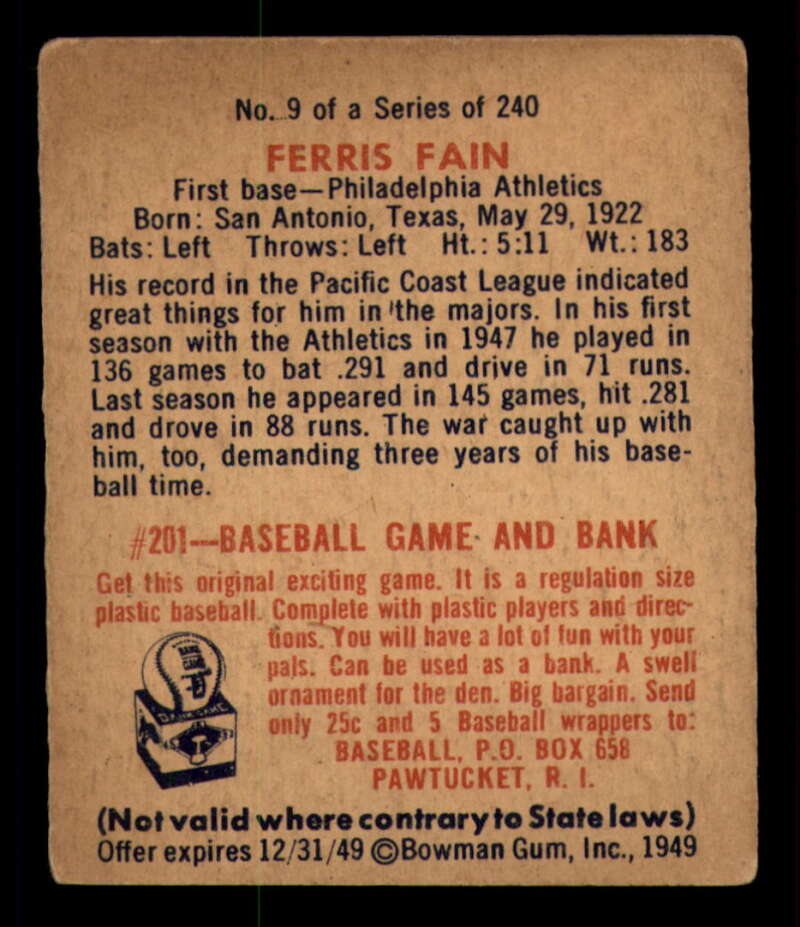 No. 9 of a Series of 240
FERRIS FAIN
First base—Philadelphia Athletics
Born: San Antonio, Texas, May 29, 1922
Bats: Left Throws: Left Ht.: 5:11 Wt.: 183
His record in the Pacific Coast League indicated
great things for him in the majors. In his first
season with the Athletics in 1947 he played in
136 games to bat .291 and drive in 71 runs.
Last season he appeared in 145 games, hit .281
and drove in 88 runs. The war caught up with
him, too, demanding three years of his base-
ball time.
#201—BASEBALL GAME AND BANK
Get this original exciting game. It is a regulation size
plastic baseball. Complete with plastic players and direc-
tions. You will have a lot of fun with your
pals. Can be used as a bank. A swell
ornament for the den. Big bargain. Send
only 25c and 5 Baseball wrappers to:
BASEBALL, P.O. BOX 658
PAWTUCKET, R. I.
(Not valid where contrary to State laws)
Offer expires 12/31/49 ©Bowman Gum, Inc., 1949